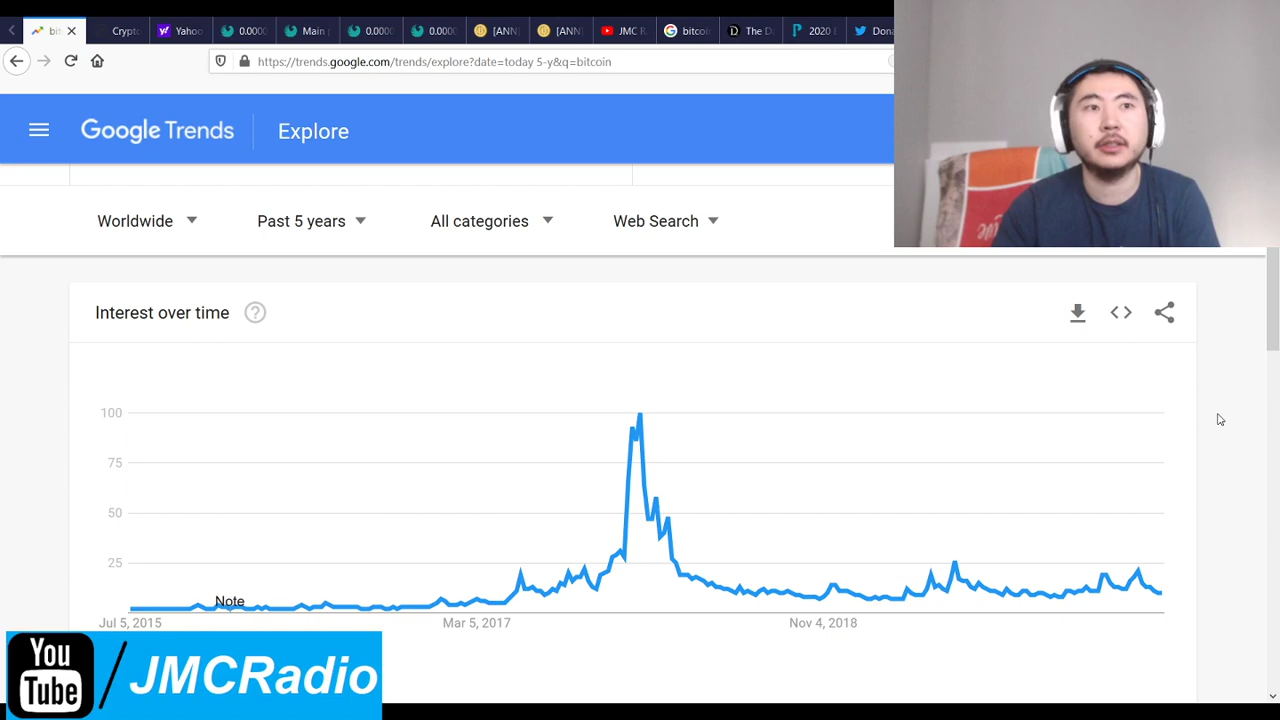 bit
Crypto
Yahoo
0.0000
Main
0.0000
0.0000
[ANN]
[ANN]
JMC R
bitcoi
The D
2020 E
Dona
https://trends.google.com/trends/explore?date=today 5-y&q=bitcoin
Google Trends
Explore
Worldwide
Past 5 years
All categories
Web Search
Interest over time
?
100
75
50
25
Note
Jul 5, 2015
Mar 5, 2017
Nov 4, 2018
You
Tube
/JMCRadio